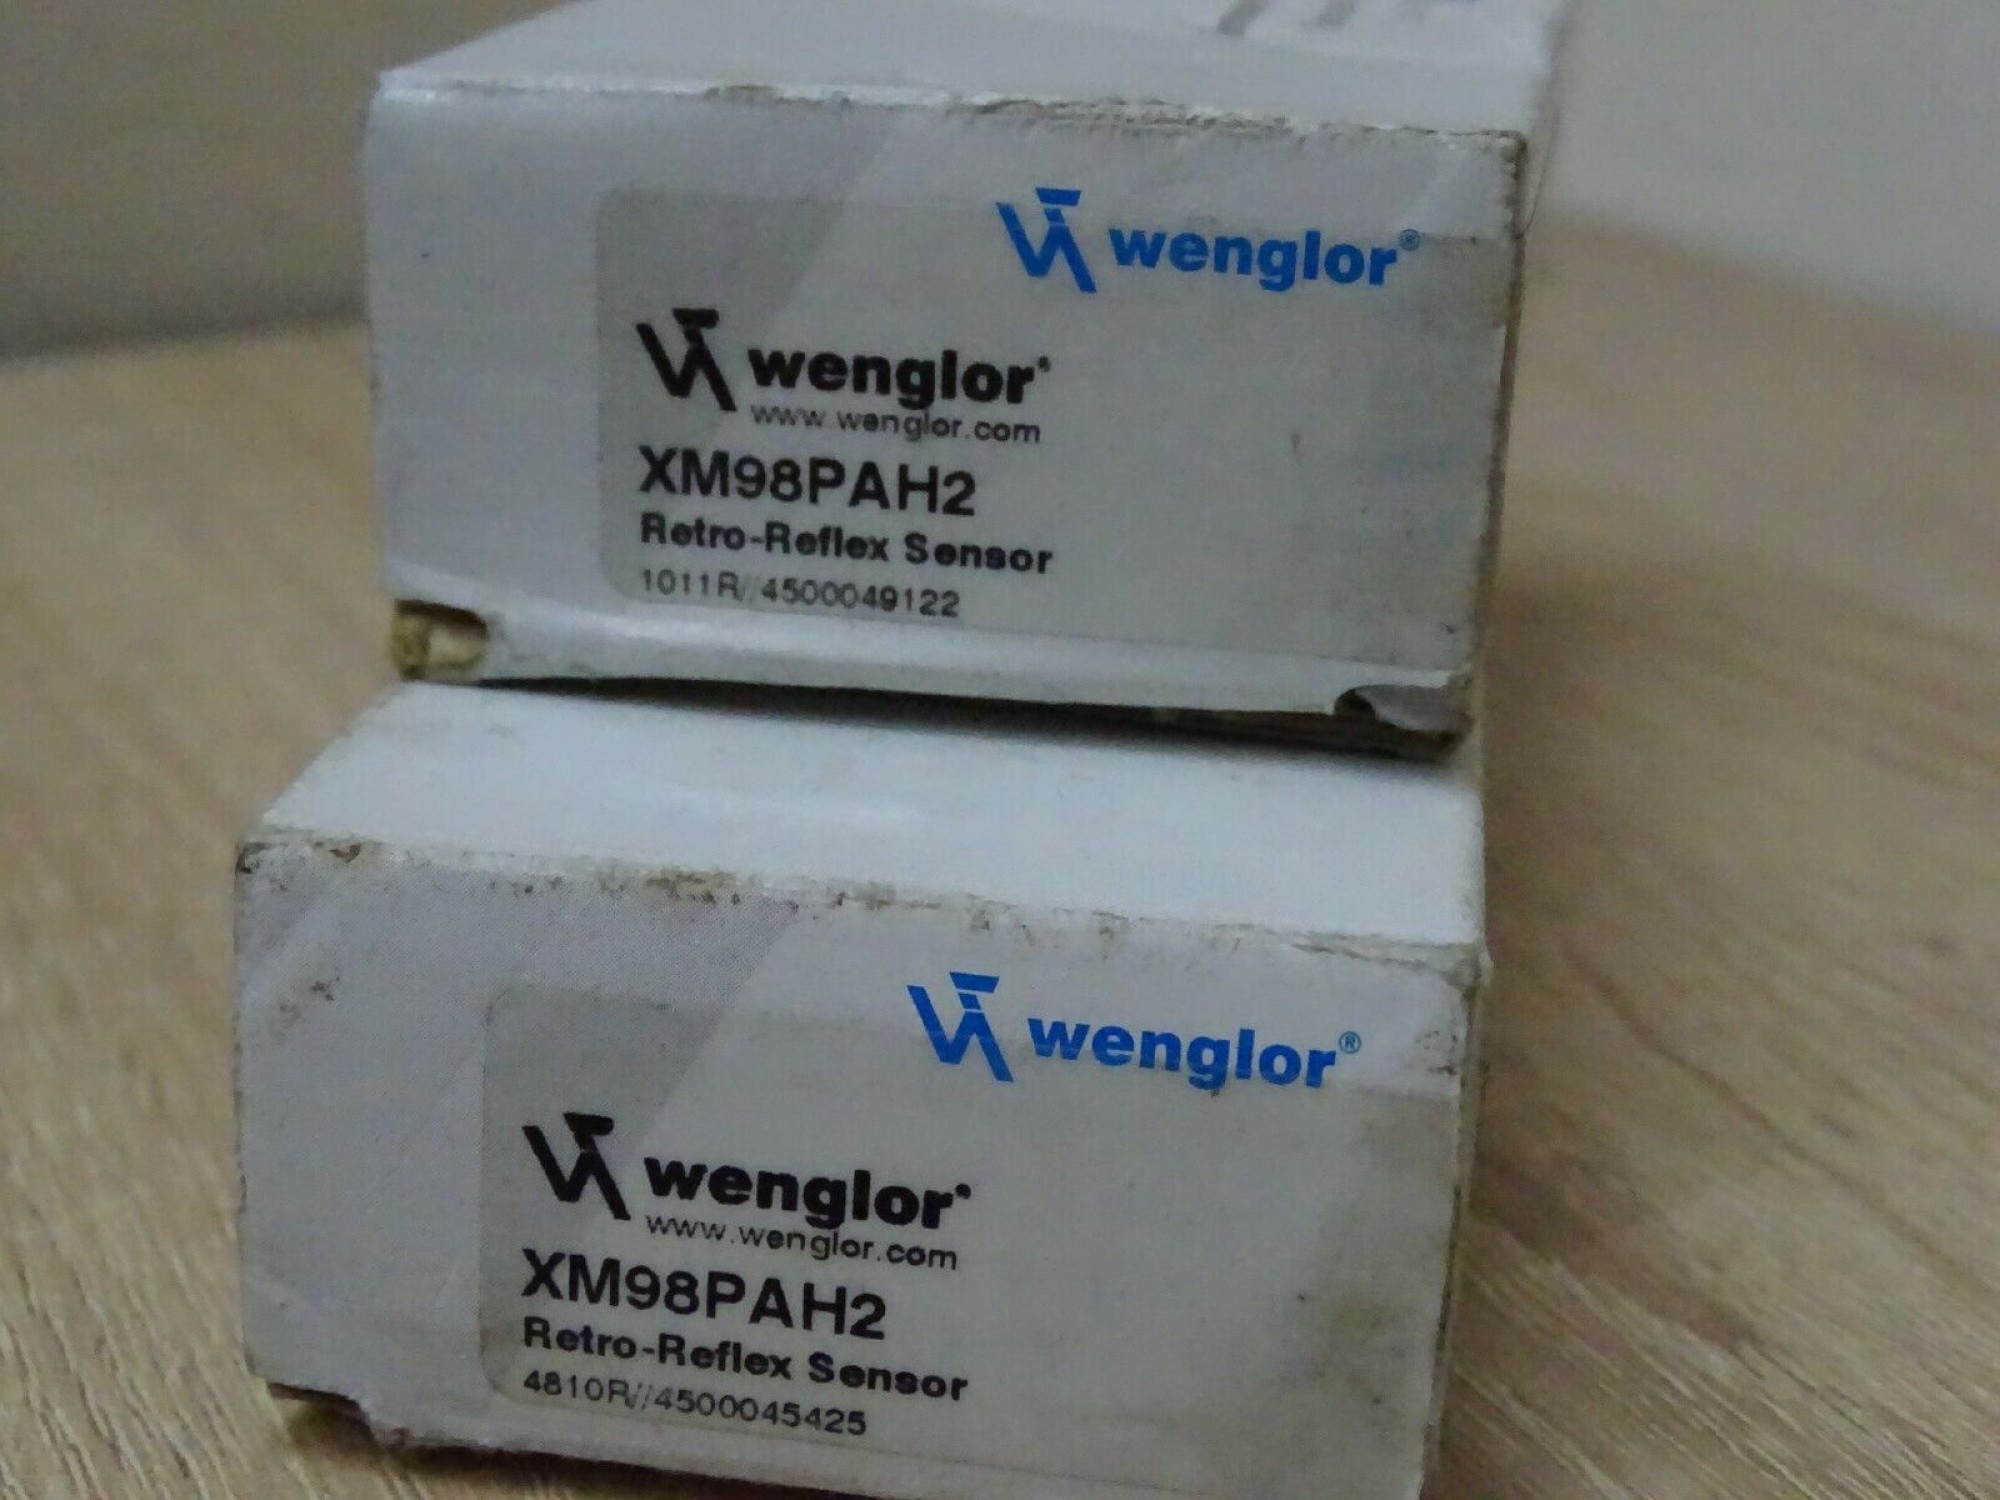 wenglor®
wenglor®
www.wenglor.com
XM98PAH2
Retro-Reflex Sensor
1011R//4500049122
wenglor®
wenglor®
www.wenglor.com
XM98PAH2
Retro-Reflex Sensor
4810R//4500045425